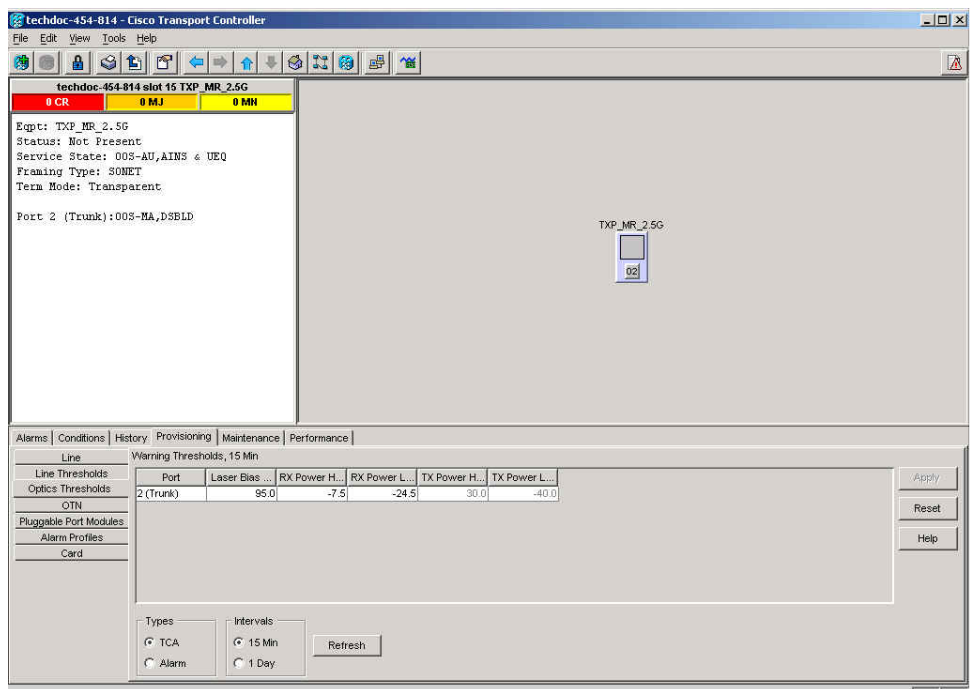 techdoc-454-814 - Cisco Transport Controller
File Edit View Tools Help
techdoc-454-814 slot 15 TXP_MR_2.5G
0 CR 0 MJ 0 MN
Eqpt: TXP_MR_2.5G
Status: Not Present
Service State: OOS-AU,AINS & UEQ
Framing Type: SONET
Term Mode: Transparent
Port 2 (Trunk):OOS-MA,DSBLD
TXP_MR_2.5G
02
Alarms Conditions History Provisioning Maintenance Performance
Line
Line Thresholds
Optics Thresholds
OTN
Pluggable Port Modules
Alarm Profiles
Card
Warning Thresholds, 15 Min
Port Laser Bias ... RX Power H... RX Power L... TX Power H... TX Power L...
2 (Trunk) 95.0 -7.5 -24.5 30.0 -40.0
Apply
Reset
Help
Types
TCA
Alarm
Intervals
15 Min
1 Day
Refresh